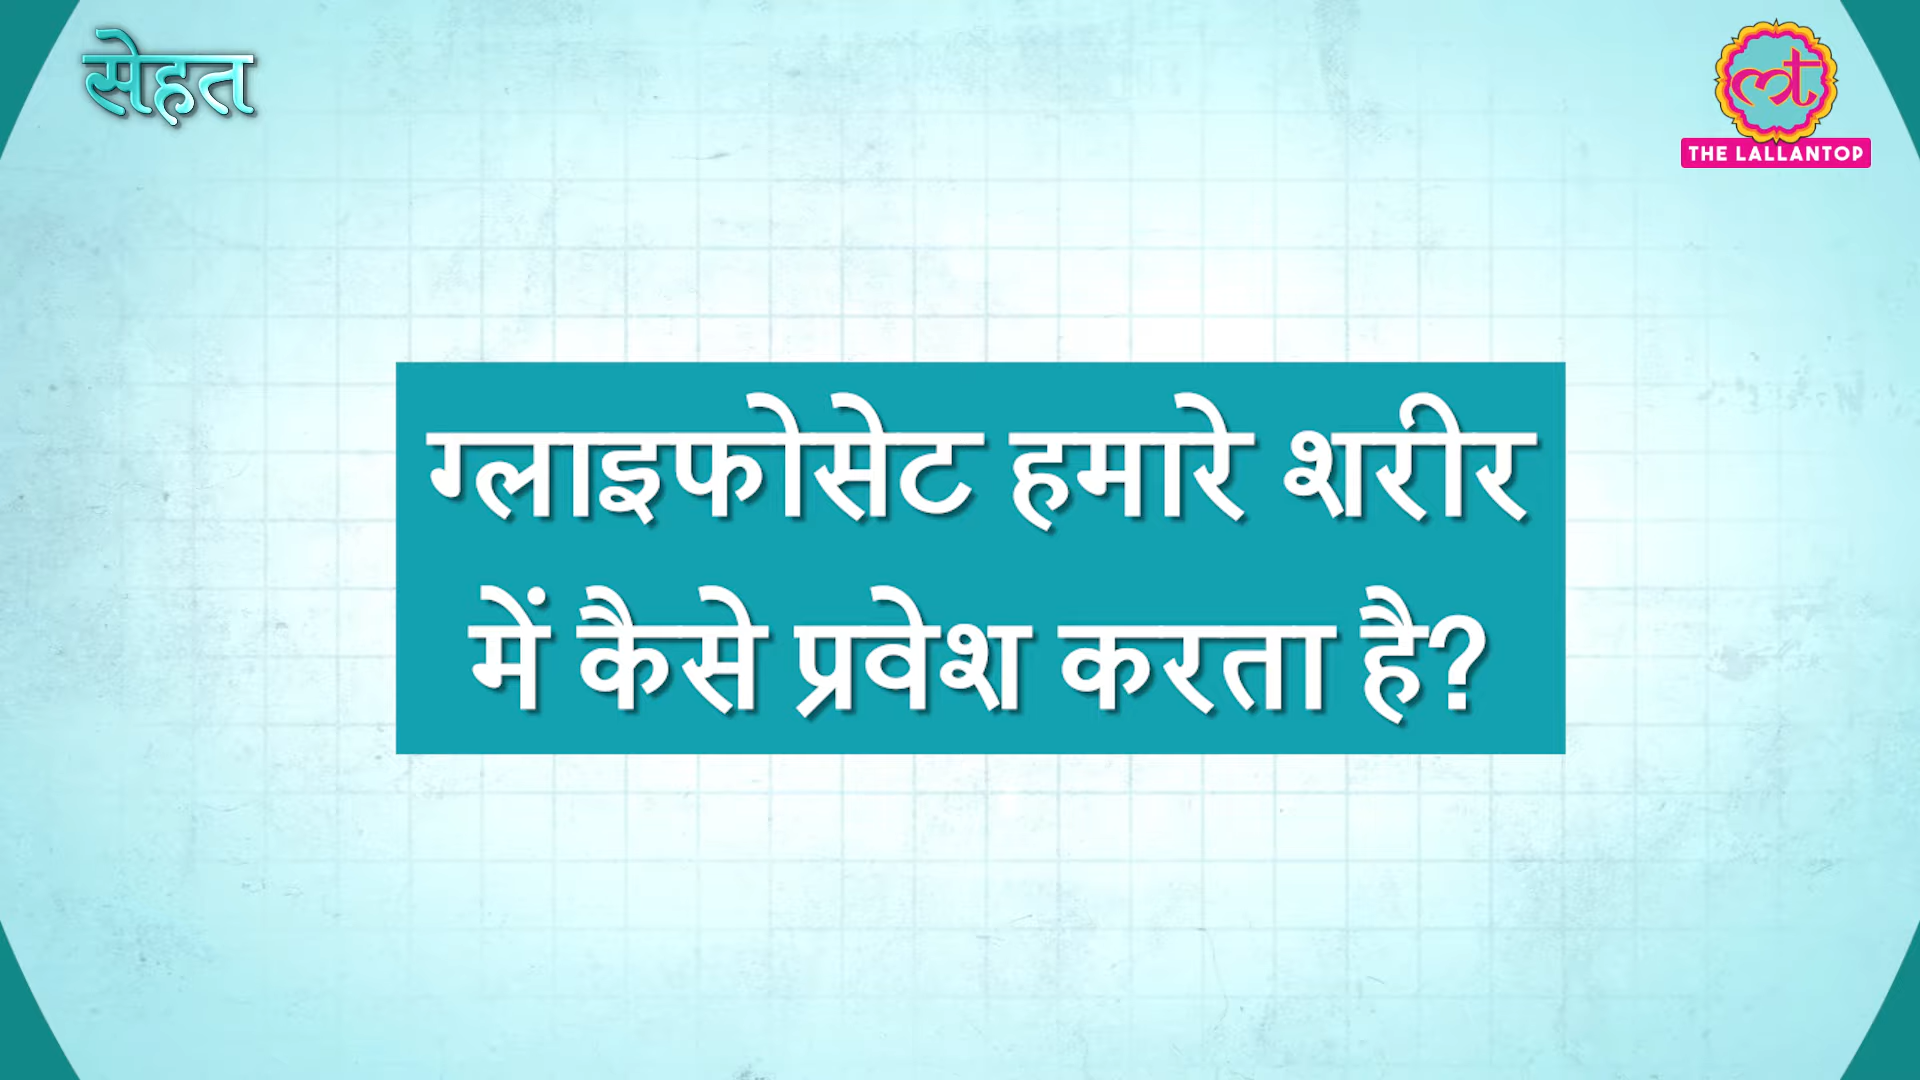 सेहत
THE LALLANTOP
ग्लाइफोसेट हमारे शरीर
में कैसे प्रवेश करता है?